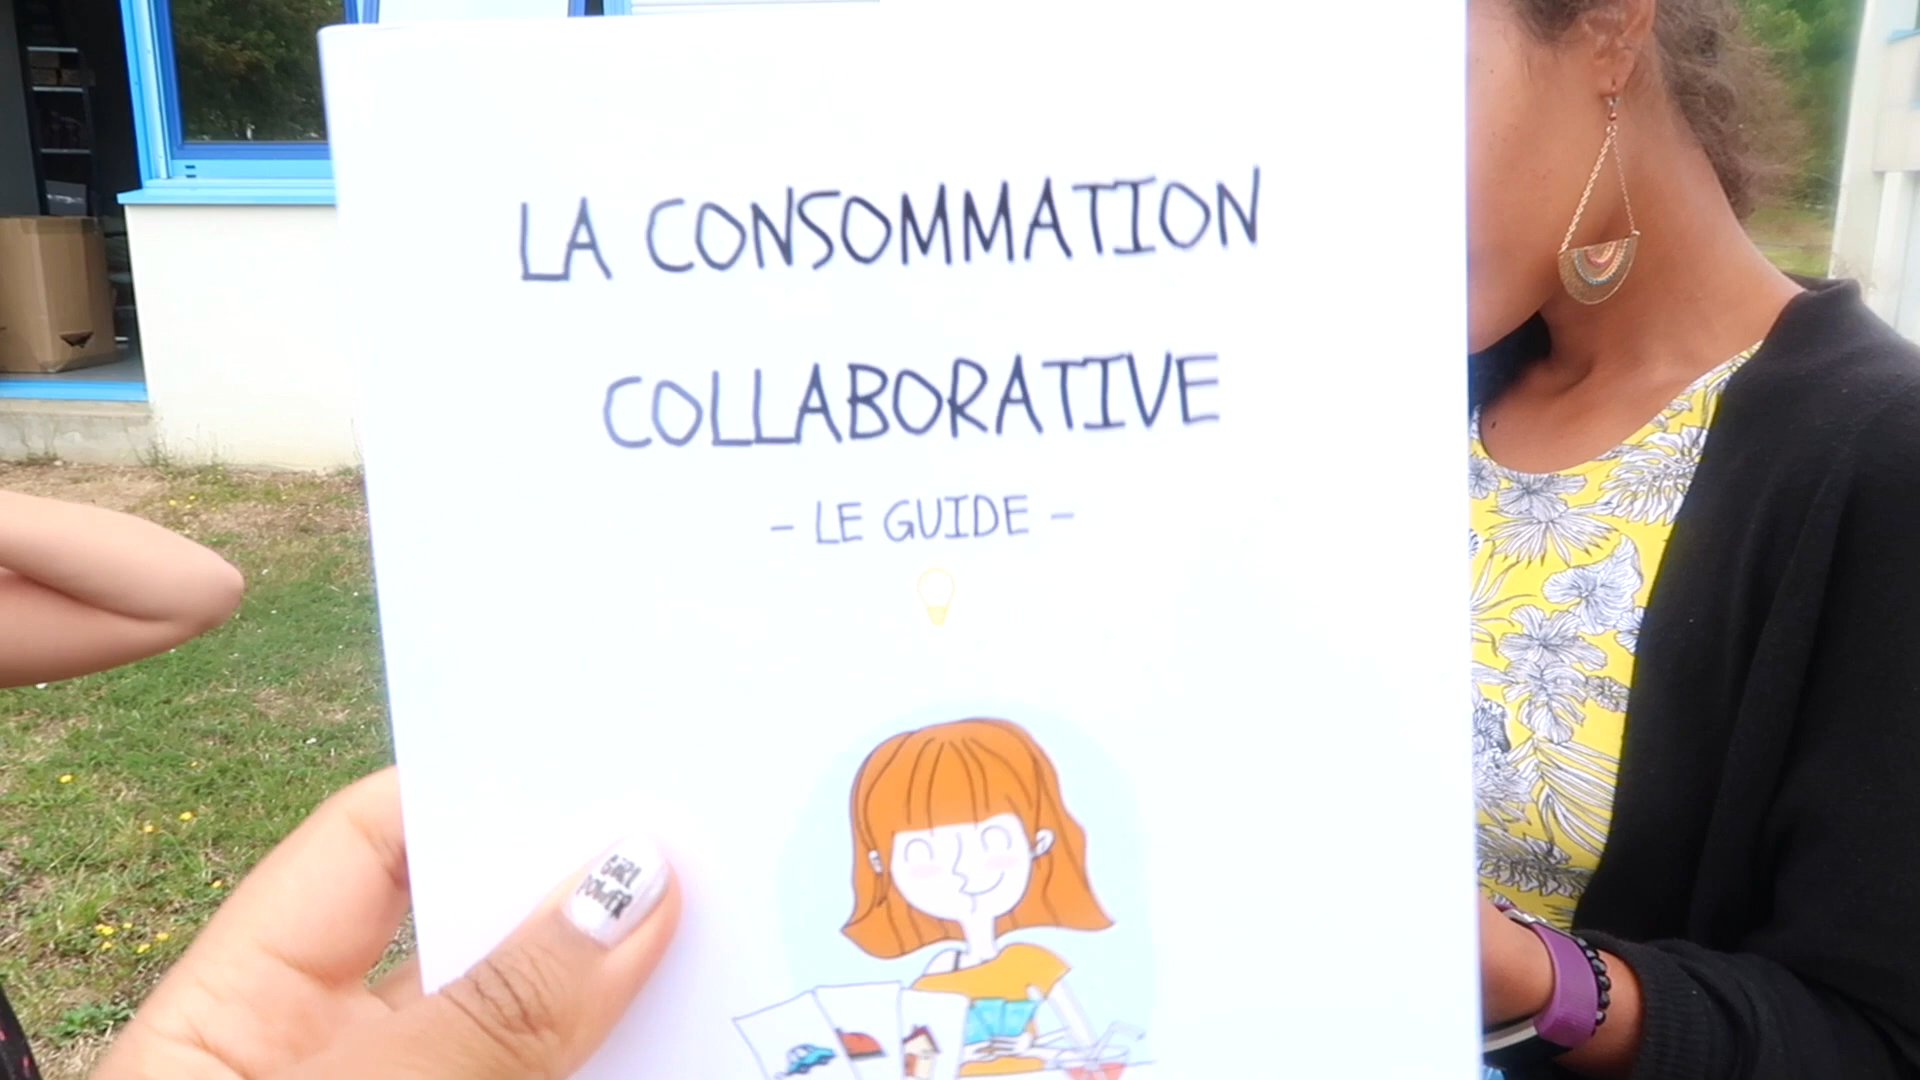 LA CONSOMMATION
COLLABORATIVE
- LE GUIDE -
GIRL
POWER